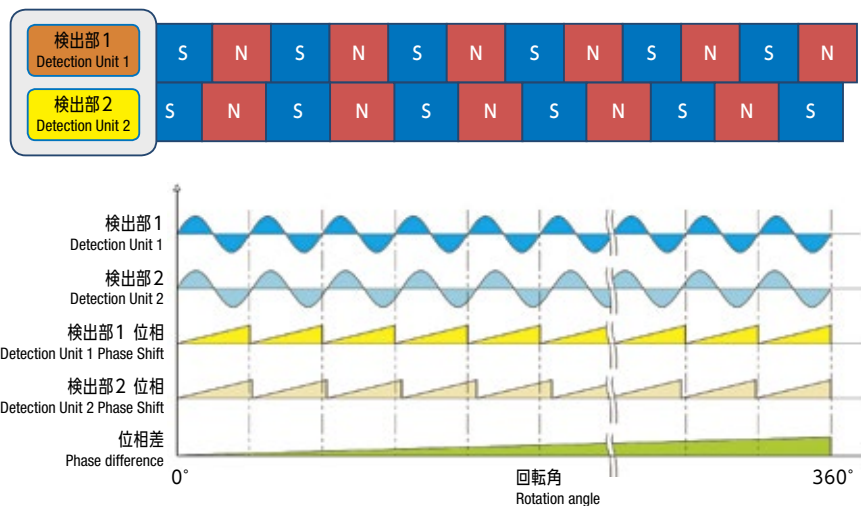 検出部1
Detection Unit 1
S N S N S N S N S N S N
検出部2
Detection Unit 2
S N S N S N S N S N S
検出部1
Detection Unit 1
検出部2
Detection Unit 2
検出部1 位相
Detection Unit 1 Phase Shift
検出部2 位相
Detection Unit 2 Phase Shift
位相差
Phase difference
0° 回転角 360°
Rotation angle